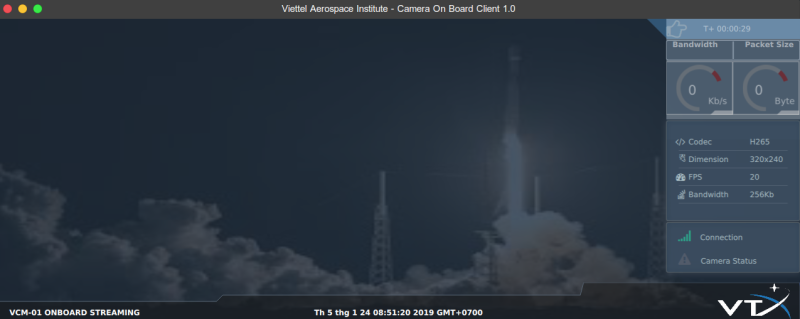 Viettel Aerospace Institute - Camera On Board Client 1.0
T+ 00:00:29
Bandwidth Packet Size
0 0
Kb/s Byte
Codec H265
Dimension 320x240
FPS 20
Bandwidth 256Kb
Connection
Camera Status
VCM-01 ONBOARD STREAMING Th 5 thg 1 24 08:51:20 2019 GMT+0700
VTX